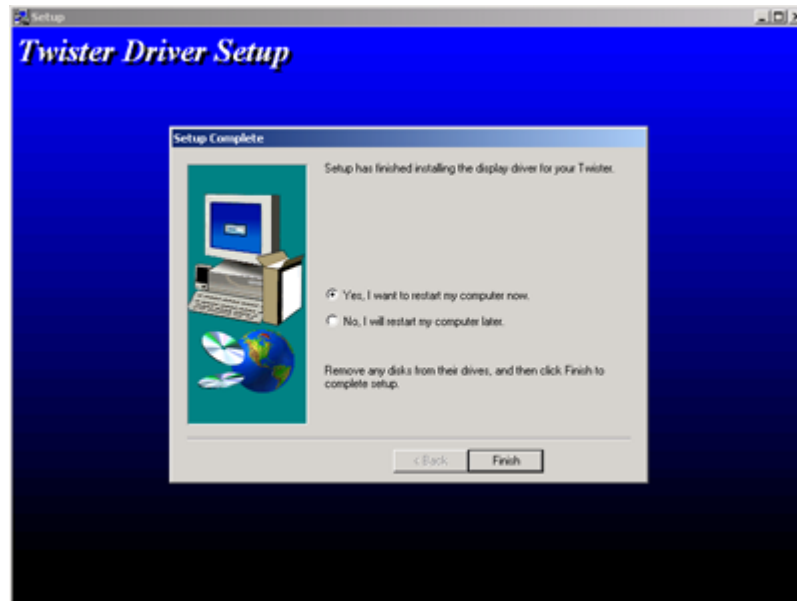 Setup
Twister Driver Setup
Setup Complete
Setup has finished installing the display driver for your Twister.
Yes, I want to restart my computer now.
No, I will restart my computer later.
Remove any disks from their drives, and then click Finish to
complete setup.
< Back
Finish